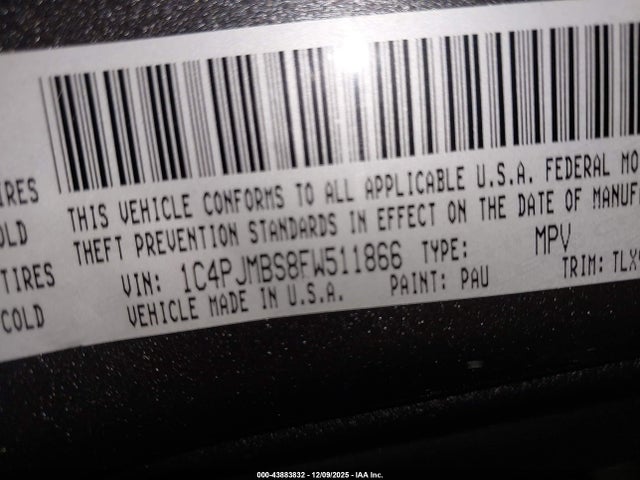 THIS VEHICLE CONFORMS TO ALL APPLICABLE U.S.A. FEDERAL MO
THEFT PREVENTION STANDARDS IN EFFECT ON THE DATE OF MANUF
VIN: 1C4PJMBS8FW511866 TYPE: MPV
VEHICLE MADE IN U.S.A. PAINT: PAU TRIM: TLX
IRES
OLD
TIRES
COLD
000-43883832 - 12/09/2025 - IAA Inc.